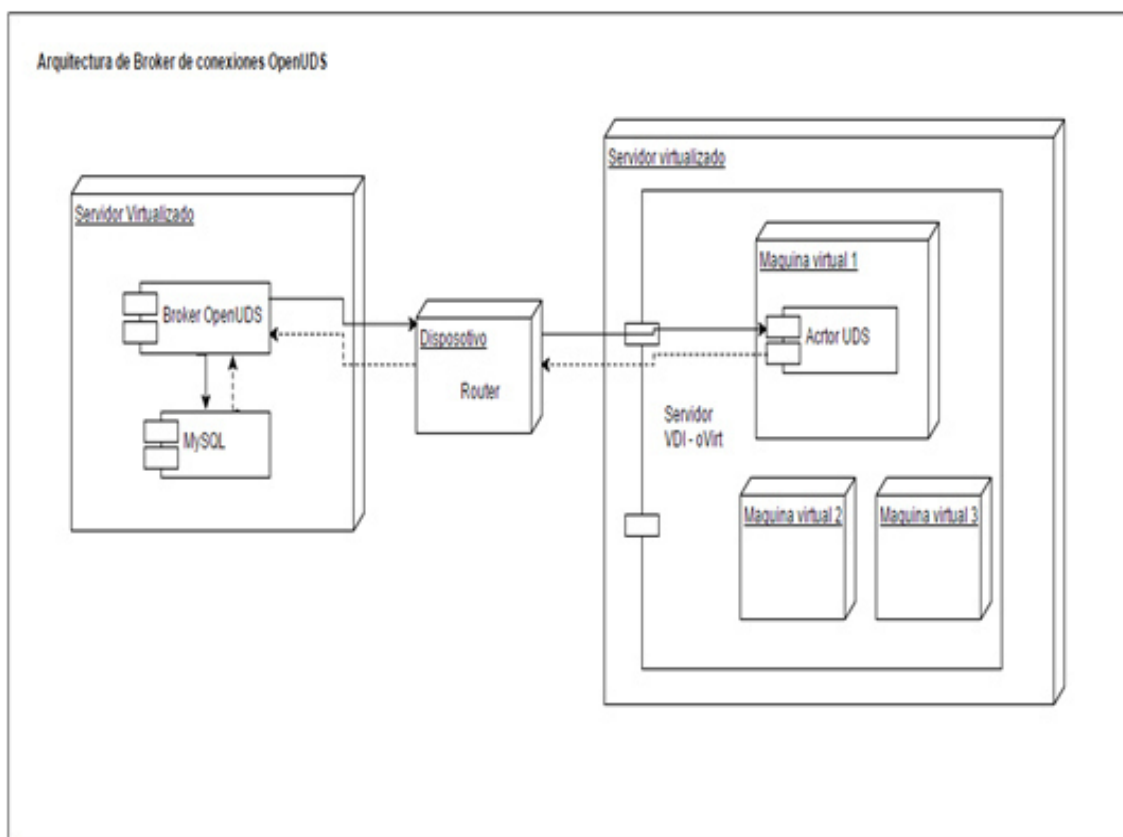 Arquitectura de Broker de conexiones OpenUDS
Servidor Virtualizado
Broker OpenUDS
MySQL
Disposotivo
Router
Servidor virtualizado
Servidor
VDI - oVirt
Maquina virtual 1
Acrtor UDS
Maquina virtual 2
Maquina virtual 3